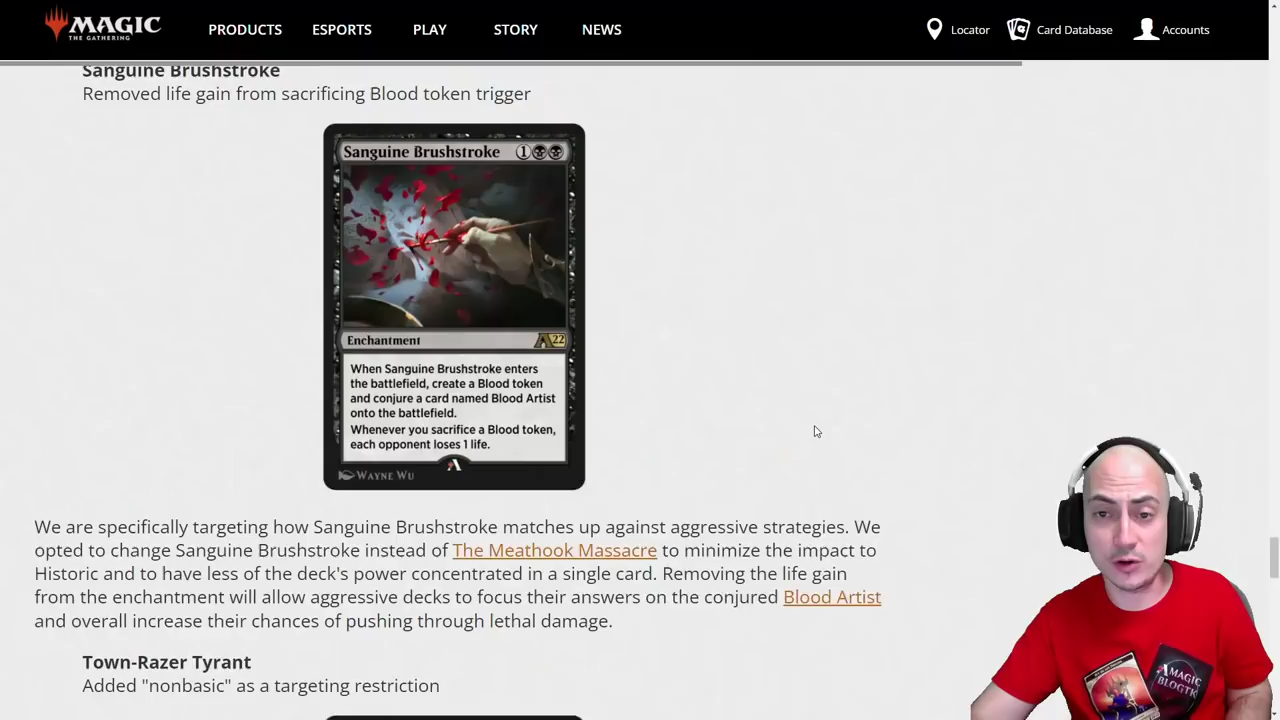 MAGIC
THE GATHERING
PRODUCTS
ESPORTS
PLAY
STORY
NEWS
Locator
Card Database
Accounts
Sanguine Brushstroke
Removed life gain from sacrificing Blood token trigger
Sanguine Brushstroke 1
Enchantment
A22
When Sanguine Brushstroke enters
the battlefield, create a Blood token
and conjure a card named Blood Artist
onto the battlefield.
Whenever you sacrifice a Blood token,
each opponent loses 1 life.
WAYNE WU
We are specifically targeting how Sanguine Brushstroke matches up against aggressive strategies. We
opted to change Sanguine Brushstroke instead of The Meathook Massacre to minimize the impact to
Historic and to have less of the deck's power concentrated in a single card. Removing the life gain
from the enchantment will allow aggressive decks to focus their answers on the conjured Blood Artist
and overall increase their chances of pushing through lethal damage.
Town-Razer Tyrant
Added "nonbasic" as a targeting restriction
AMAGIC
BLOGTK